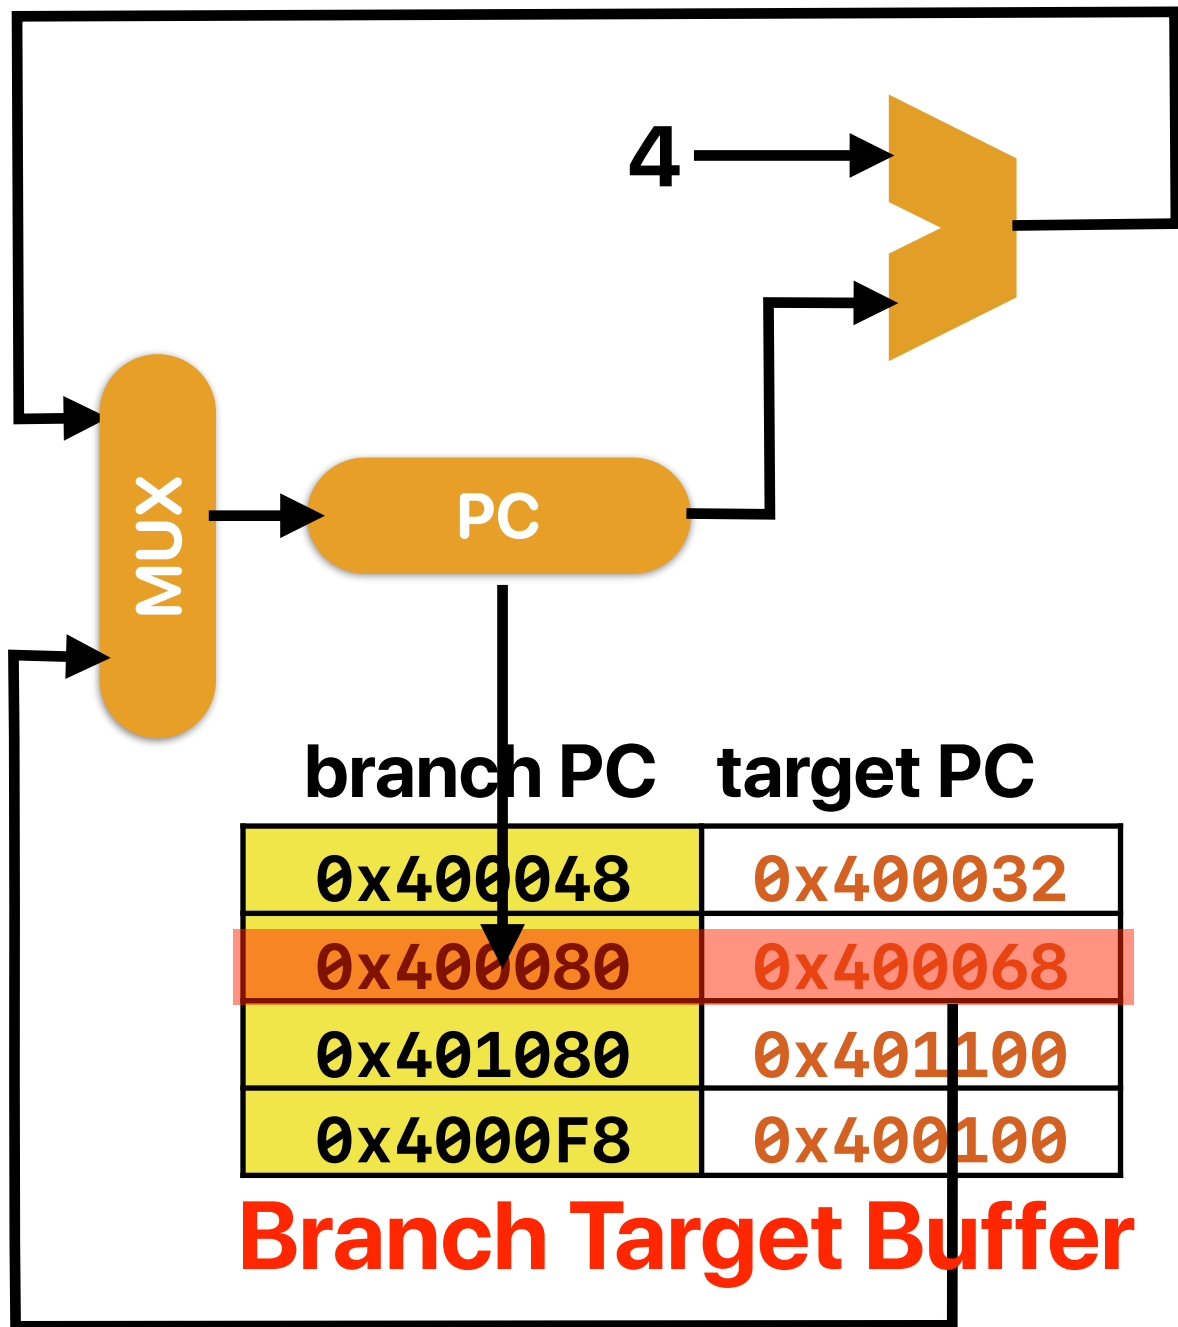 4
MUX
PC
branch PC target PC
0x400048 0x400032
0x400080 0x400068
0x401080 0x401100
0x4000F8 0x400100
Branch Target Buffer